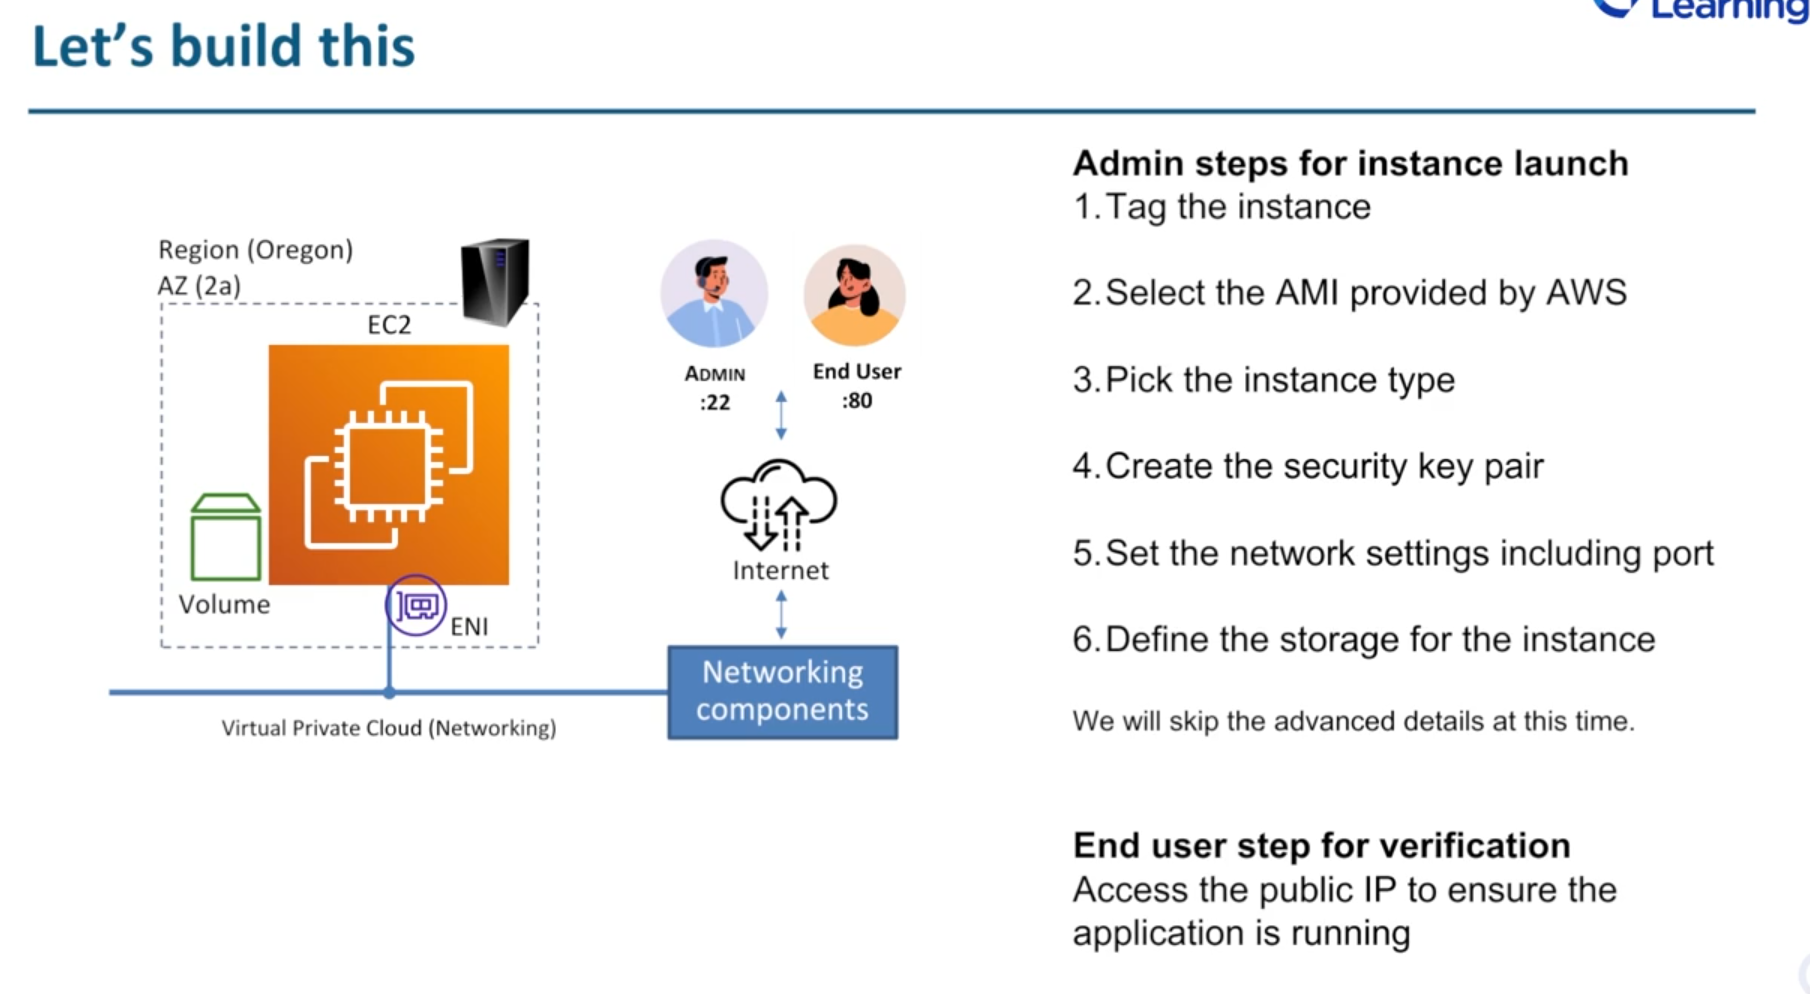 Learning
Let's build this
Region (Oregon)
AZ (2a)
EC2
Volume
ENI
Virtual Private Cloud (Networking)
ADMIN
:22
End User
:80
Internet
Networking
components
Admin steps for instance launch
1. Tag the instance
2. Select the AMI provided by AWS
3. Pick the instance type
4. Create the security key pair
5. Set the network settings including port
6. Define the storage for the instance
We will skip the advanced details at this time.
End user step for verification
Access the public IP to ensure the
application is running